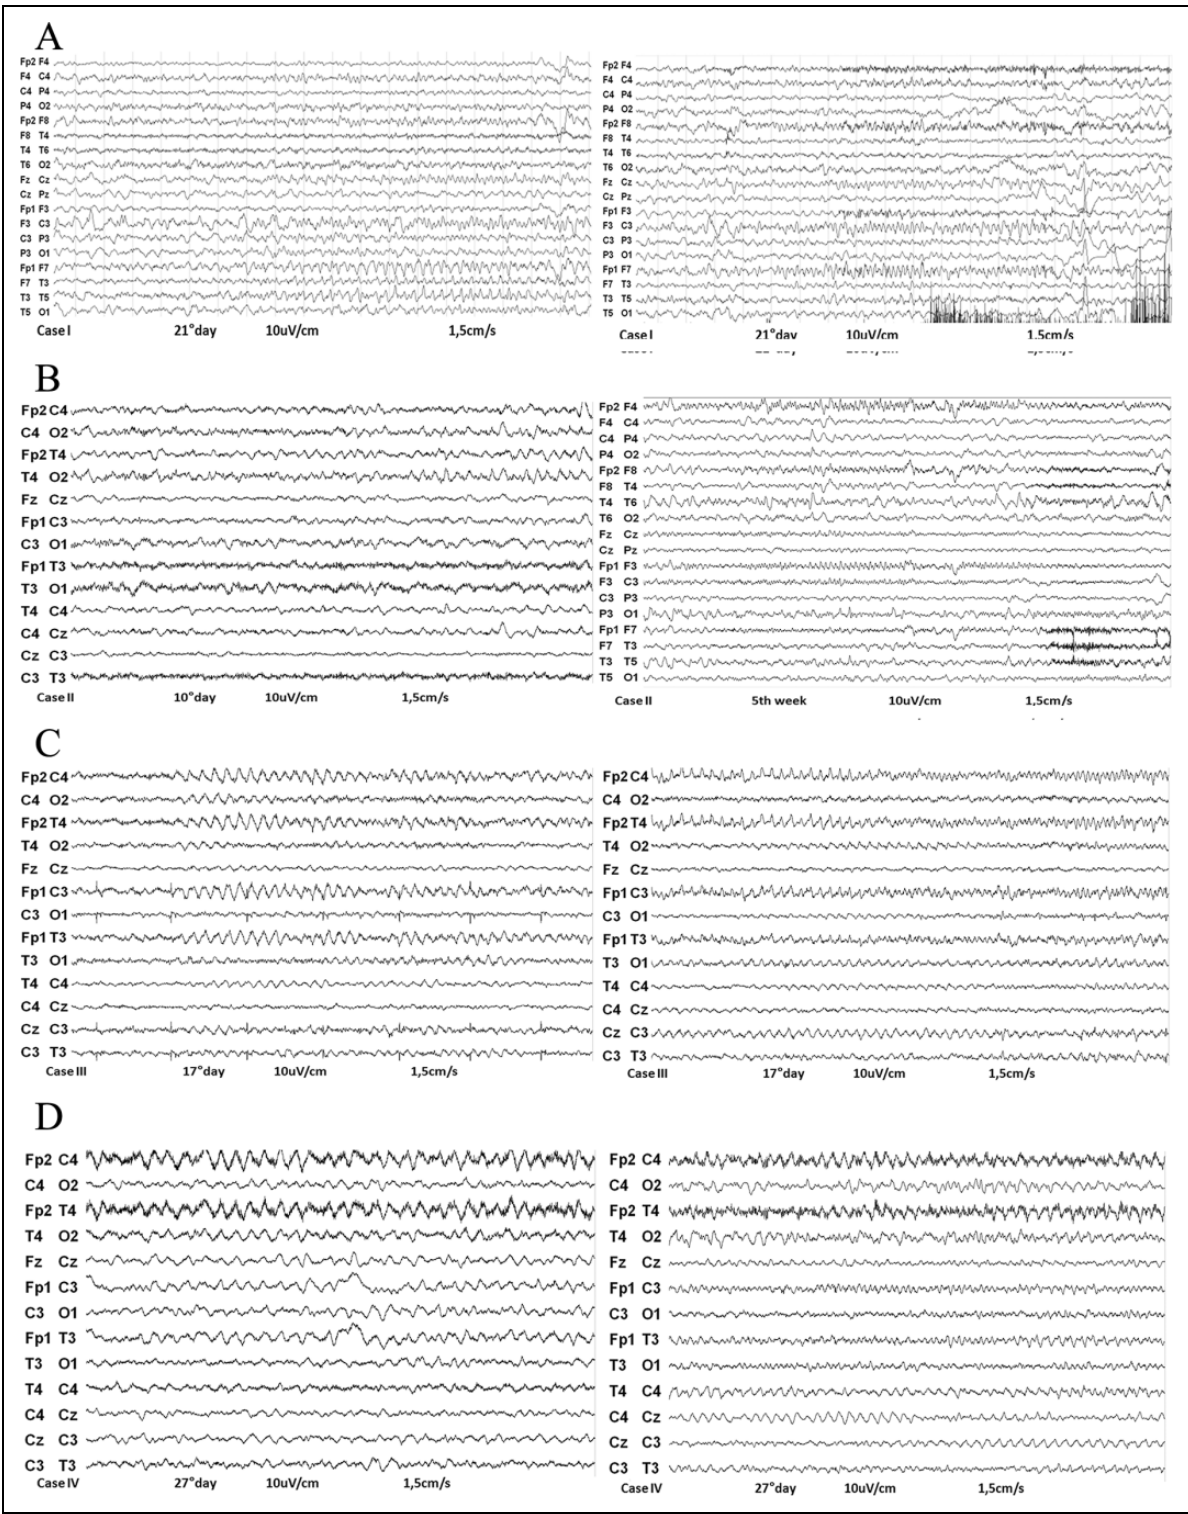 A
Fp2 F4
F4 C4
C4 P4
P4 O2
Fp2 F8
F8 T4
T4 T6
T6 O2
Fz Cz
Cz Pz
Fp1 F3
F3 C3
C3 P3
P3 O1
Fp1 F7
F7 T3
T3 T5
T5 O1
Case I 21°day 10uV/cm 1,5cm/s
Fp2 F4
F4 C4
C4 P4
P4 O2
Fp2 F8
F8 T4
T4 T6
T6 O2
Fz Cz
Cz Pz
Fp1 F3
F3 C3
C3 P3
P3 O1
Fp1 F7
F7 T3
T3 T5
T5 O1
Case I 21°day 10uV/cm 1.5cm/s
B
Fp2 C4
C4 O2
Fp2 T4
T4 O2
Fz Cz
Fp1 C3
C3 O1
Fp1 T3
T3 O1
T4 C4
C4 Cz
Cz C3
C3 T3
Case II 10°day 10uV/cm 1,5cm/s
Fp2 F4
F4 C4
C4 P4
P4 O2
Fp2 F8
F8 T4
T4 T6
T6 O2
Fz Cz
Cz Pz
Fp1 F3
F3 C3
C3 P3
P3 O1
Fp1 F7
F7 T3
T3 T5
T5 O1
Case II 5th week 10uV/cm 1,5cm/s
C
Fp2 C4
C4 O2
Fp2 T4
T4 O2
Fz Cz
Fp1 C3
C3 O1
Fp1 T3
T3 O1
T4 C4
C4 Cz
Cz C3
C3 T3
Case III 17°day 10uV/cm 1,5cm/s
Fp2 C4
C4 O2
Fp2 T4
T4 O2
Fz Cz
Fp1 C3
C3 O1
Fp1 T3
T3 O1
T4 C4
C4 Cz
Cz C3
C3 T3
Case III 17°day 10uV/cm 1,5cm/s
D
Fp2 C4
C4 O2
Fp2 T4
T4 O2
Fz Cz
Fp1 C3
C3 O1
Fp1 T3
T3 O1
T4 C4
C4 Cz
Cz C3
C3 T3
Case IV 27°day 10uV/cm 1,5cm/s
Fp2 C4
C4 O2
Fp2 T4
T4 O2
Fz Cz
Fp1 C3
C3 O1
Fp1 T3
T3 O1
T4 C4
C4 Cz
Cz C3
C3 T3
Case IV 27°day 10uV/cm 1,5cm/s